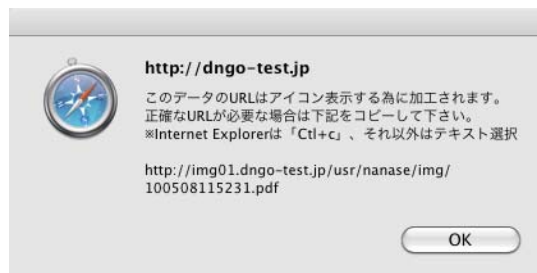 http://dngo-test.jp
このデータのURLはアイコン表示する為に加工されます。
正確なURLが必要な場合は下記をコピーして下さい。
※Internet Explorerは「Ctl+c」、それ以外はテキスト選択
http://img01.dngo-test.jp/usr/nanase/img/
100508115231.pdf
OK